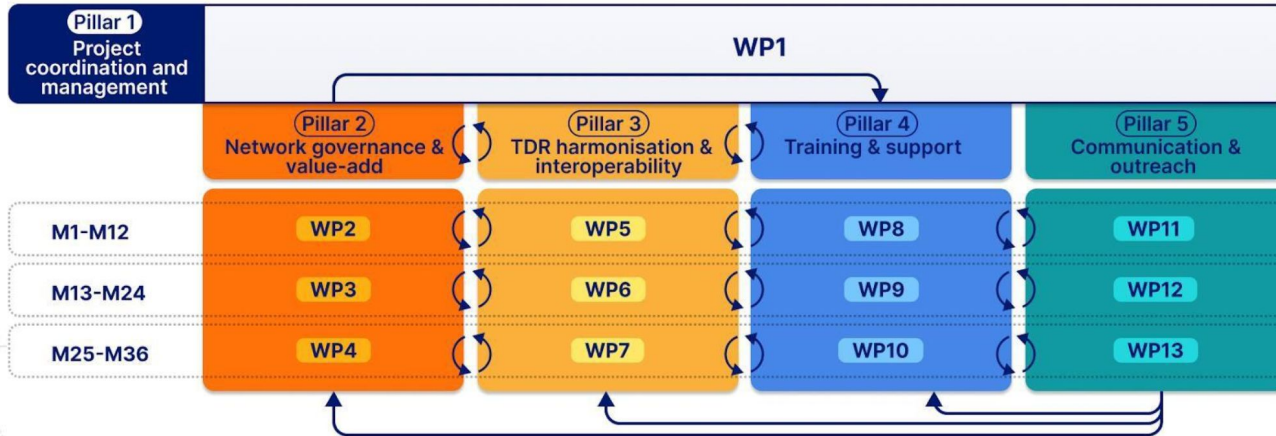 Pillar 1
Project
coordination and
management
WP1
Pillar 2
Network governance &
value-add
Pillar 3
TDR harmonisation &
interoperability
Pillar 4
Training & support
Pillar 5
Communication &
outreach
M1-M12
WP2
WP5
WP8
WP11
M13-M24
WP3
WP6
WP9
WP12
M25-M36
WP4
WP7
WP10
WP13